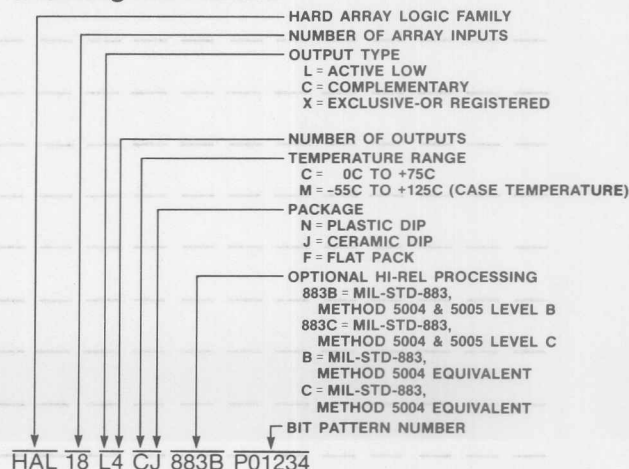 HARD ARRAY LOGIC FAMILY
NUMBER OF ARRAY INPUTS
OUTPUT TYPE
L = ACTIVE LOW
C = COMPLEMENTARY
X = EXCLUSIVE-OR REGISTERED
NUMBER OF OUTPUTS
TEMPERATURE RANGE
C = 0C TO +75C
M = –55C TO +125C (CASE TEMPERATURE)
PACKAGE
N = PLASTIC DIP
J = CERAMIC DIP
F = FLAT PACK
OPTIONAL HI-REL PROCESSING
883B = MIL-STD-883,
METHOD 5004 & 5005 LEVEL B
883C = MIL-STD-883,
METHOD 5004 & 5005 LEVEL C
B = MIL-STD-883,
METHOD 5004 EQUIVALENT
C = MIL-STD-883,
METHOD 5004 EQUIVALENT
BIT PATTERN NUMBER
HAL 18 L4 CJ 883B P01234